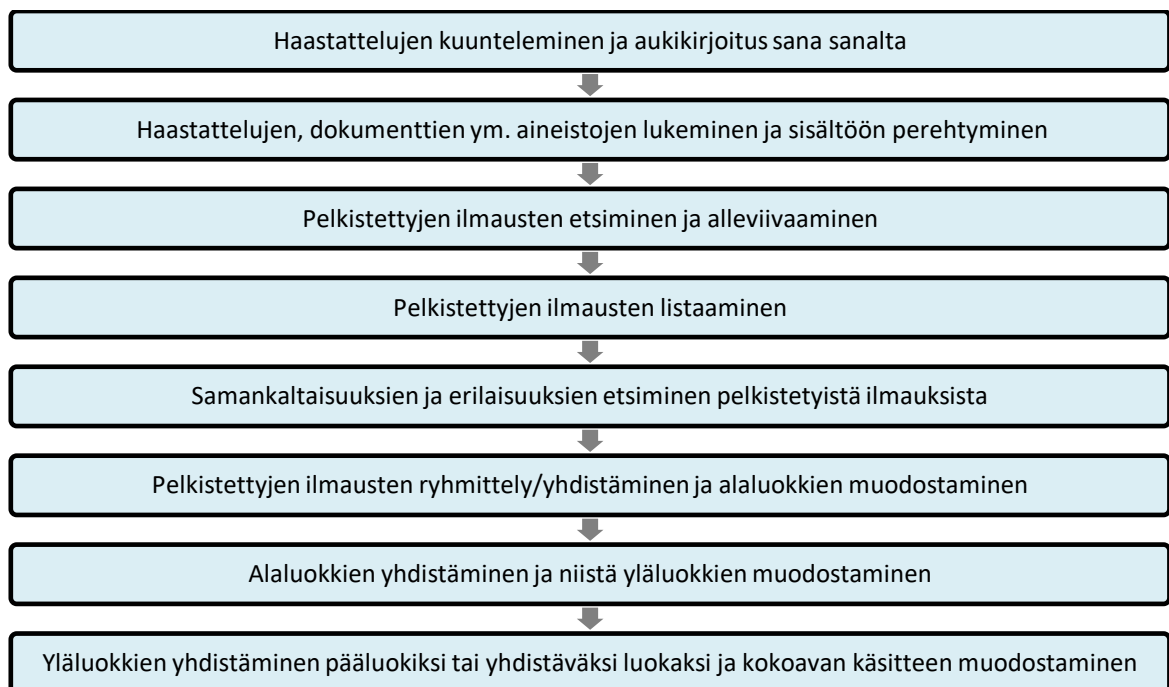 Haastattelujen kuunteleminen ja aukikirjoitus sana sanalta
Haastattelujen, dokumenttien ym. aineistojen lukeminen ja sisältöön perehtyminen
Pelkistettyjen ilmausten etsiminen ja alleviivaaminen
Pelkistettyjen ilmausten listaaminen
Samankaltaisuuksien ja erilaisuuksien etsiminen pelkistetyistä ilmauksista
Pelkistettyjen ilmausten ryhmittely/yhdistäminen ja alaluokkien muodostaminen
Alaluokkien yhdistäminen ja niistä yläluokkien muodostaminen
Yläluokkien yhdistäminen pääluokiksi tai yhdistäväksi luokaksi ja kokoavan käsitteen muodostaminen